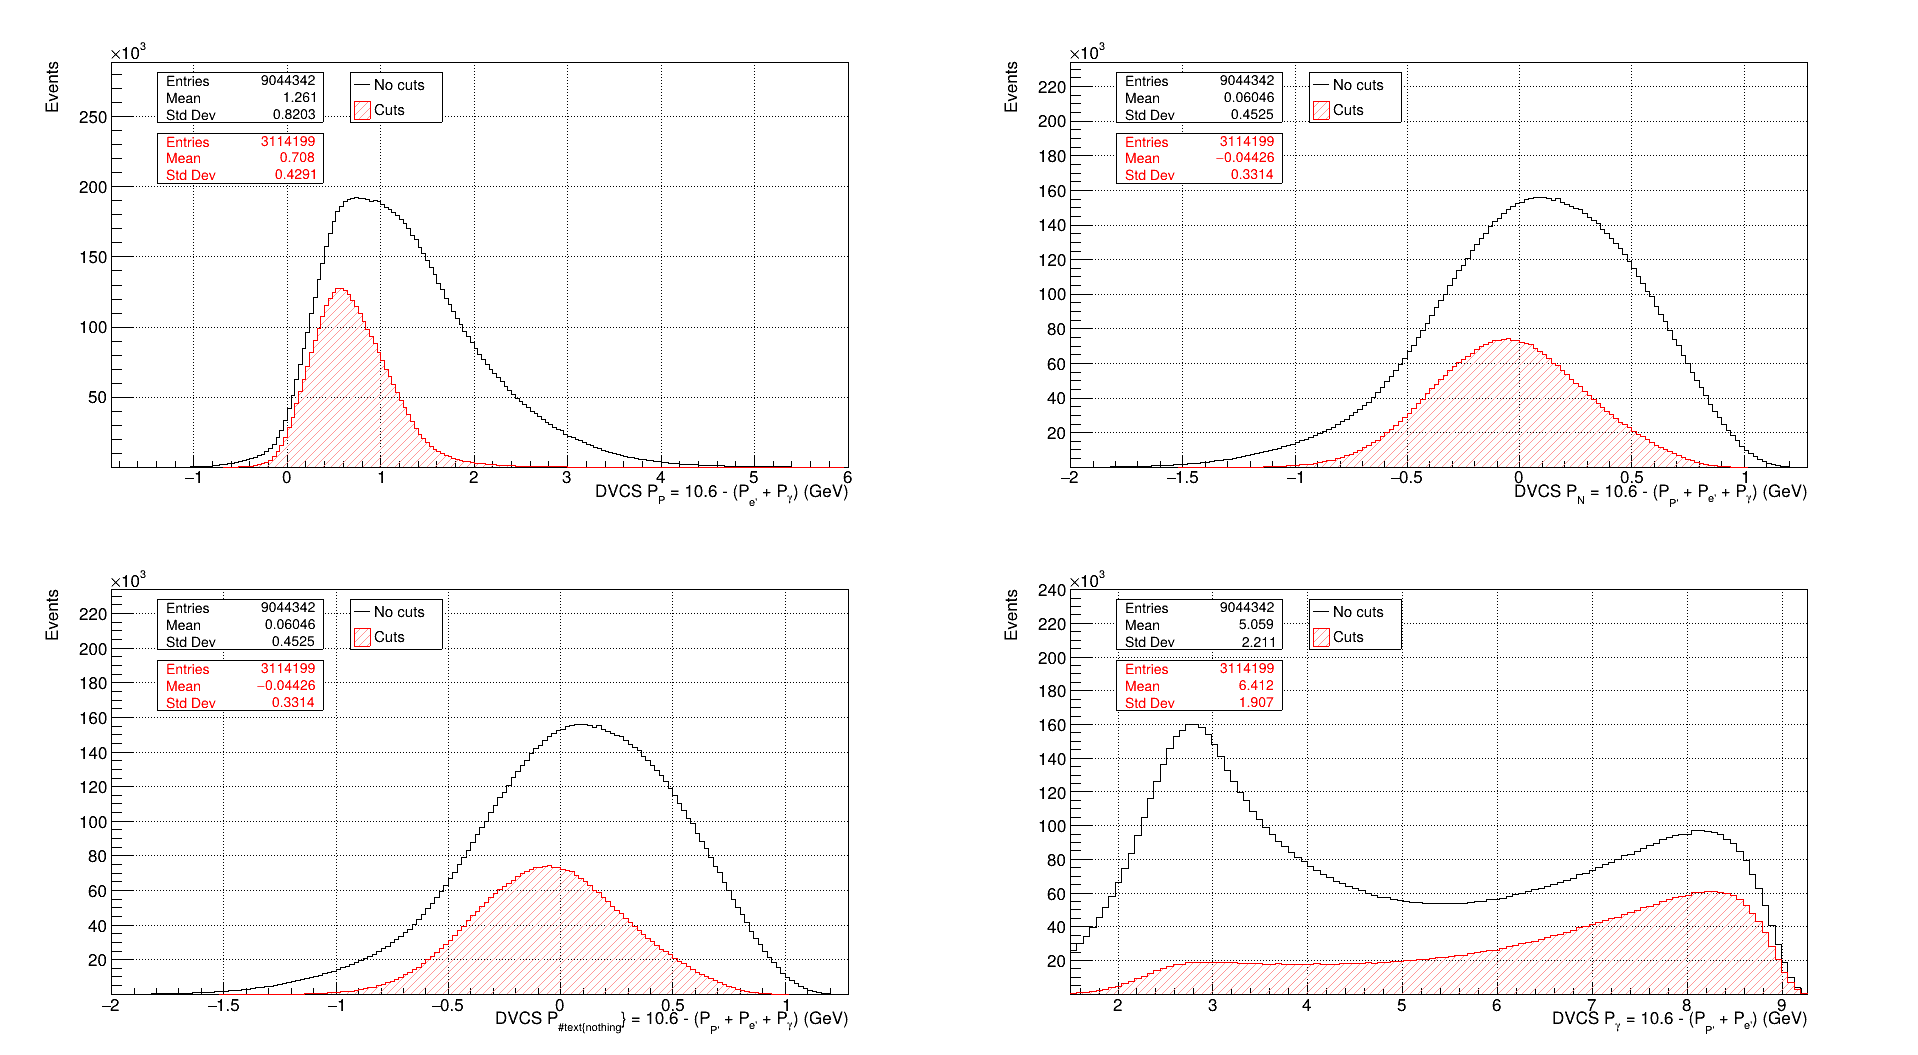 ×10³
Events
Entries 9044342
Mean 1.261
Std Dev 0.8203
Entries 3114199
Mean 0.708
Std Dev 0.4291
No cuts
Cuts
250
200
150
100
50
−1 0 1 2 3 4 5 6
DVCS P_P = 10.6 - (P_e' + P_γ) (GeV)
×10³
Events
Entries 9044342
Mean 0.06046
Std Dev 0.4525
Entries 3114199
Mean −0.04426
Std Dev 0.3314
No cuts
Cuts
220
200
180
160
140
120
100
80
60
40
20
−2 −1.5 −1 −0.5 0 0.5 1
DVCS P_N = 10.6 - (P_P' + P_e' + P_γ) (GeV)
×10³
Events
Entries 9044342
Mean 0.06046
Std Dev 0.4525
Entries 3114199
Mean −0.04426
Std Dev 0.3314
No cuts
Cuts
220
200
180
160
140
120
100
80
60
40
20
−2 −1.5 −1 −0.5 0 0.5 1
DVCS P_#text{nothing} = 10.6 - (P_P' + P_e' + P_γ) (GeV)
×10³
Events
Entries 9044342
Mean 5.059
Std Dev 2.211
Entries 3114199
Mean 6.412
Std Dev 1.907
No cuts
Cuts
240
220
200
180
160
140
120
100
80
60
40
20
2 3 4 5 6 7 8 9
DVCS P_γ = 10.6 - (P_P' + P_e') (GeV)